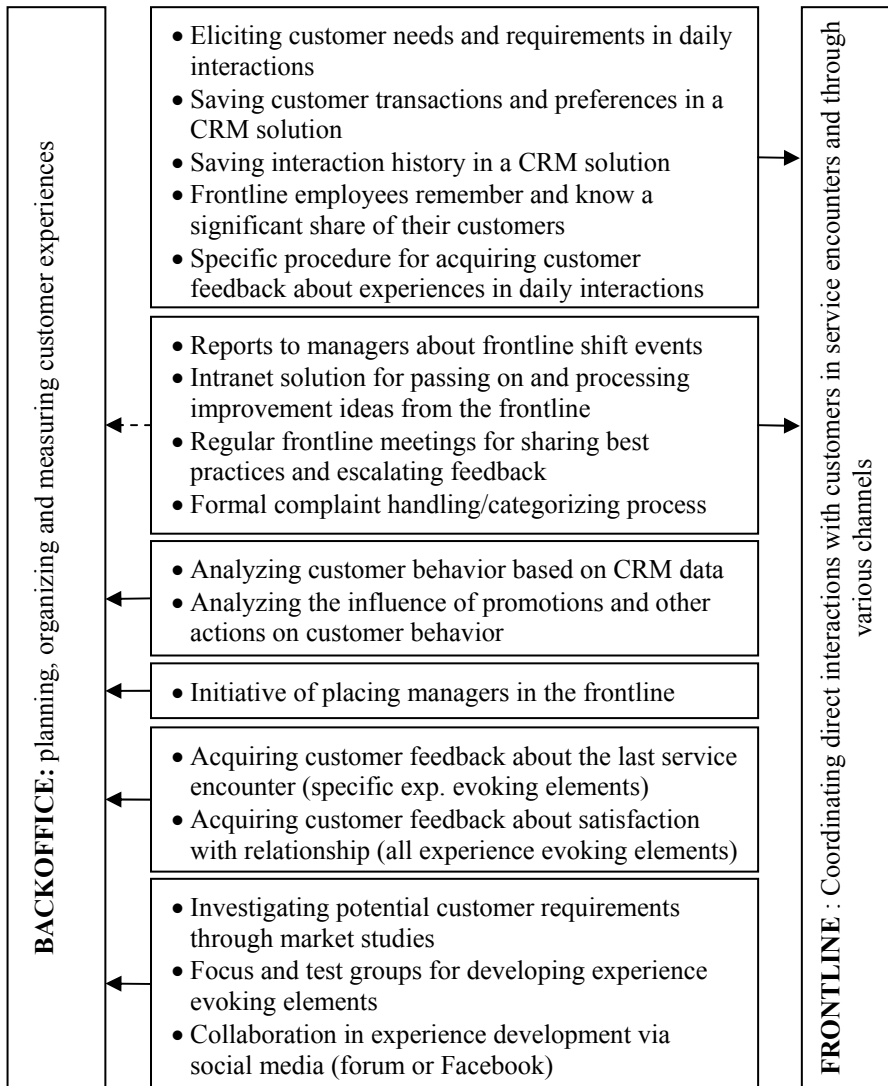 BACKOFFICE: planning, organizing and measuring customer experiences
• Eliciting customer needs and requirements in daily
interactions
• Saving customer transactions and preferences in a
CRM solution
• Saving interaction history in a CRM solution
• Frontline employees remember and know a
significant share of their customers
• Specific procedure for acquiring customer
feedback about experiences in daily interactions
• Reports to managers about frontline shift events
• Intranet solution for passing on and processing
improvement ideas from the frontline
• Regular frontline meetings for sharing best
practices and escalating feedback
• Formal complaint handling/categorizing process
• Analyzing customer behavior based on CRM data
• Analyzing the influence of promotions and other
actions on customer behavior
• Initiative of placing managers in the frontline
• Acquiring customer feedback about the last service
encounter (specific exp. evoking elements)
• Acquiring customer feedback about satisfaction
with relationship (all experience evoking elements)
• Investigating potential customer requirements
through market studies
• Focus and test groups for developing experience
evoking elements
• Collaboration in experience development via
social media (forum or Facebook)
FRONTLINE : Coordinating direct interactions with customers in service encounters and through
various channels